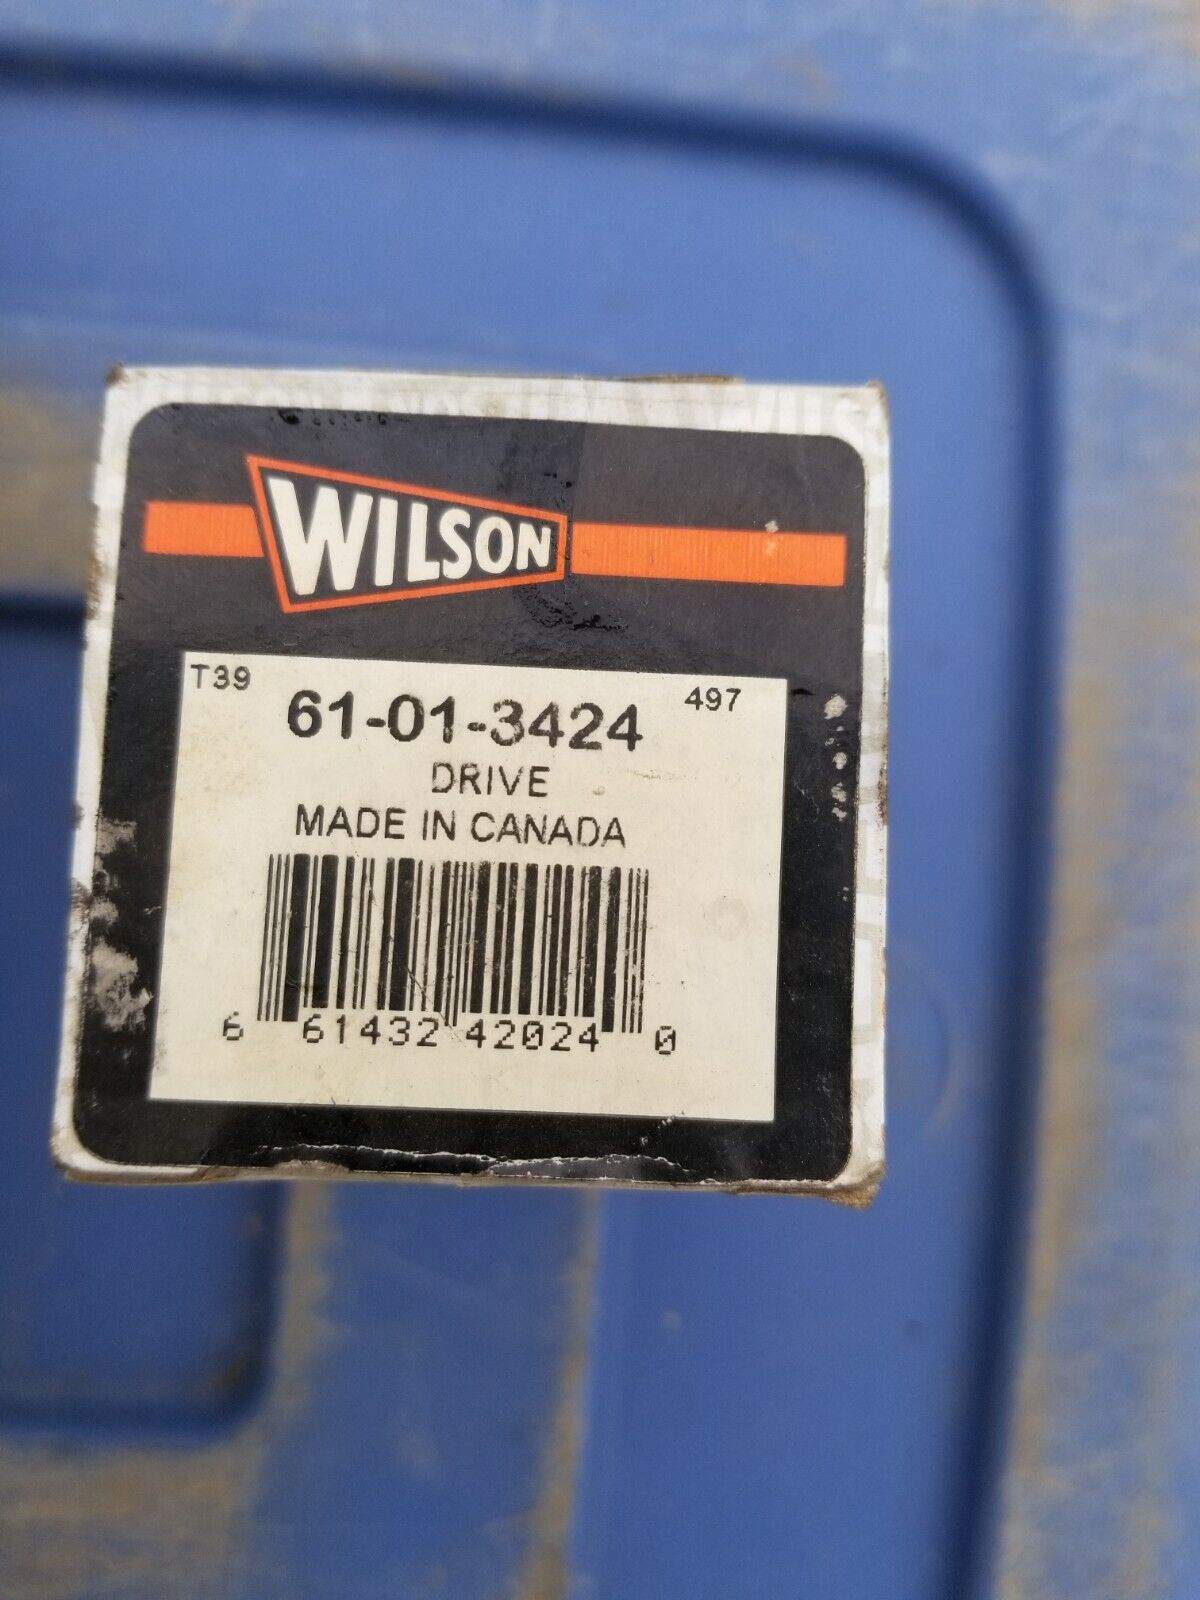 WILSON
T39
61-01-3424
497
DRIVE
MADE IN CANADA
6 61432 42024 0